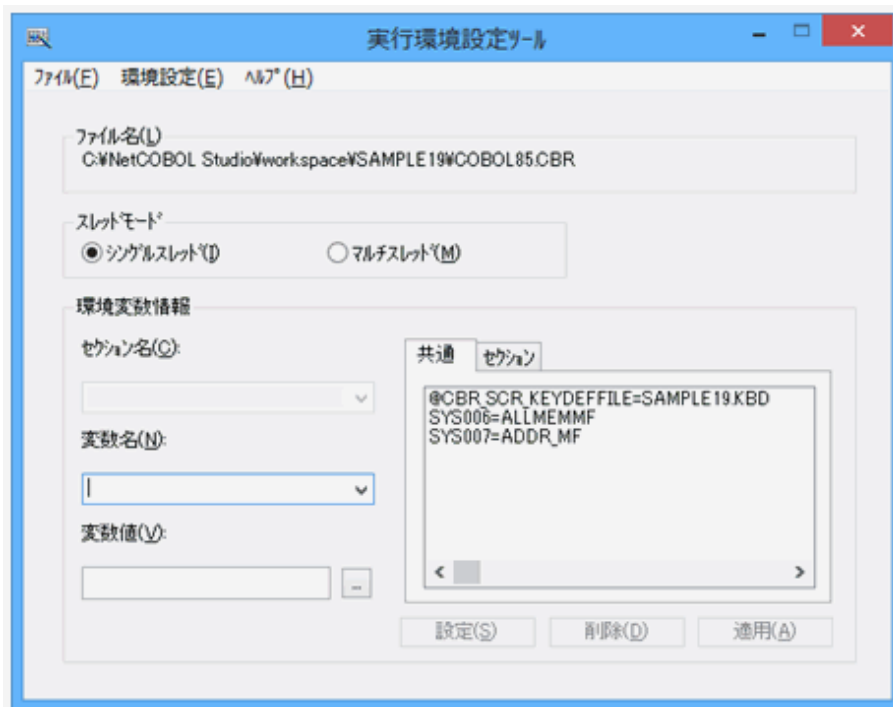 実行環境設定ﾂｰﾙ
ﾌｧｲﾙ(F) 環境設定(E) ﾍﾙﾌﾟ(H)
ファイル名(L)
C:¥NetCOBOL Studio¥workspace¥SAMPLE19¥COBOL85.CBR
ｽﾚｯﾄﾞﾓｰﾄﾞ
ｼﾝｸﾞﾙｽﾚｯﾄﾞ(I) ﾏﾙﾁｽﾚｯﾄﾞ(M)
環境変数情報
ｾｸｼｮﾝ名(C):
共通 ｾｸｼｮﾝ
@CBR_SCR_KEYDEFFILE=SAMPLE19.KBD
SYS006=ALLMEMMF
SYS007=ADDR_MF
変数名(N):
変数値(V):
...
設定(S) 削除(D)適用(A)